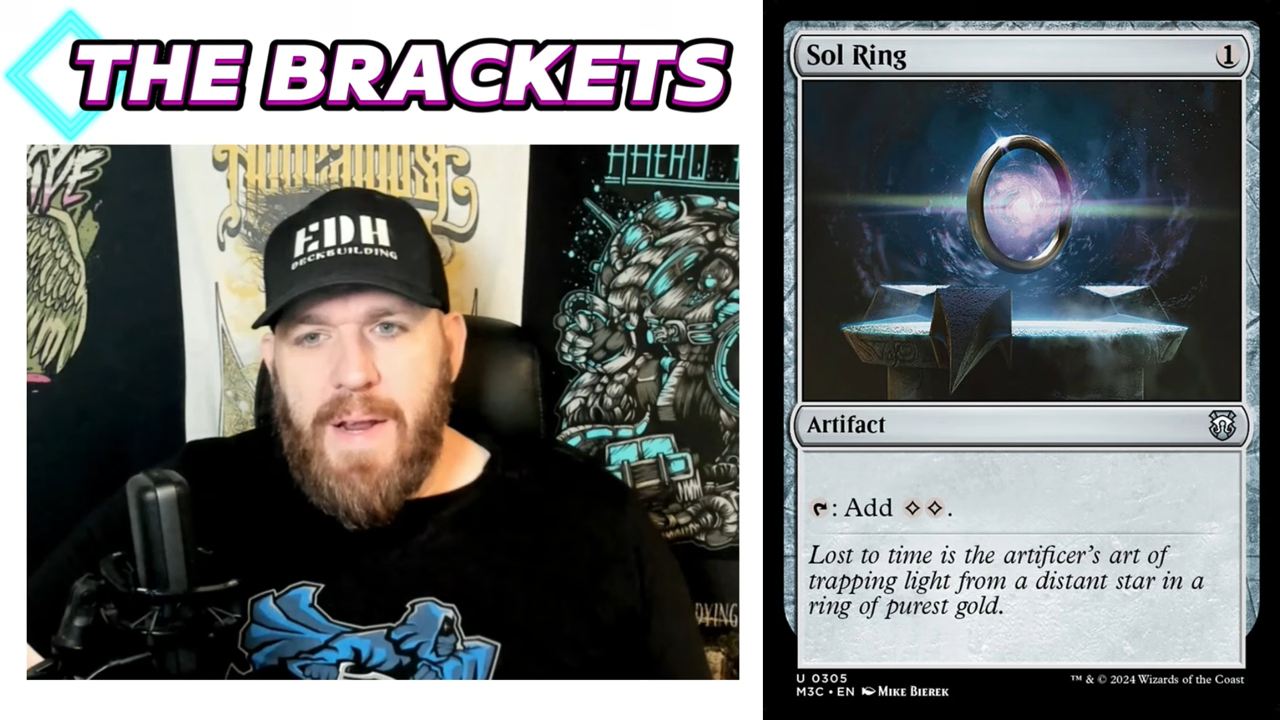 THE BRACKETS
EDH
DECKBUILDING
DYING
Sol Ring
1
Artifact
: Add .
Lost to time is the artificer's art of
trapping light from a distant star in a
ring of purest gold.
U 0305
M3C • EN MIKE BIEREK
™ & © 2024 Wizards of the Coast